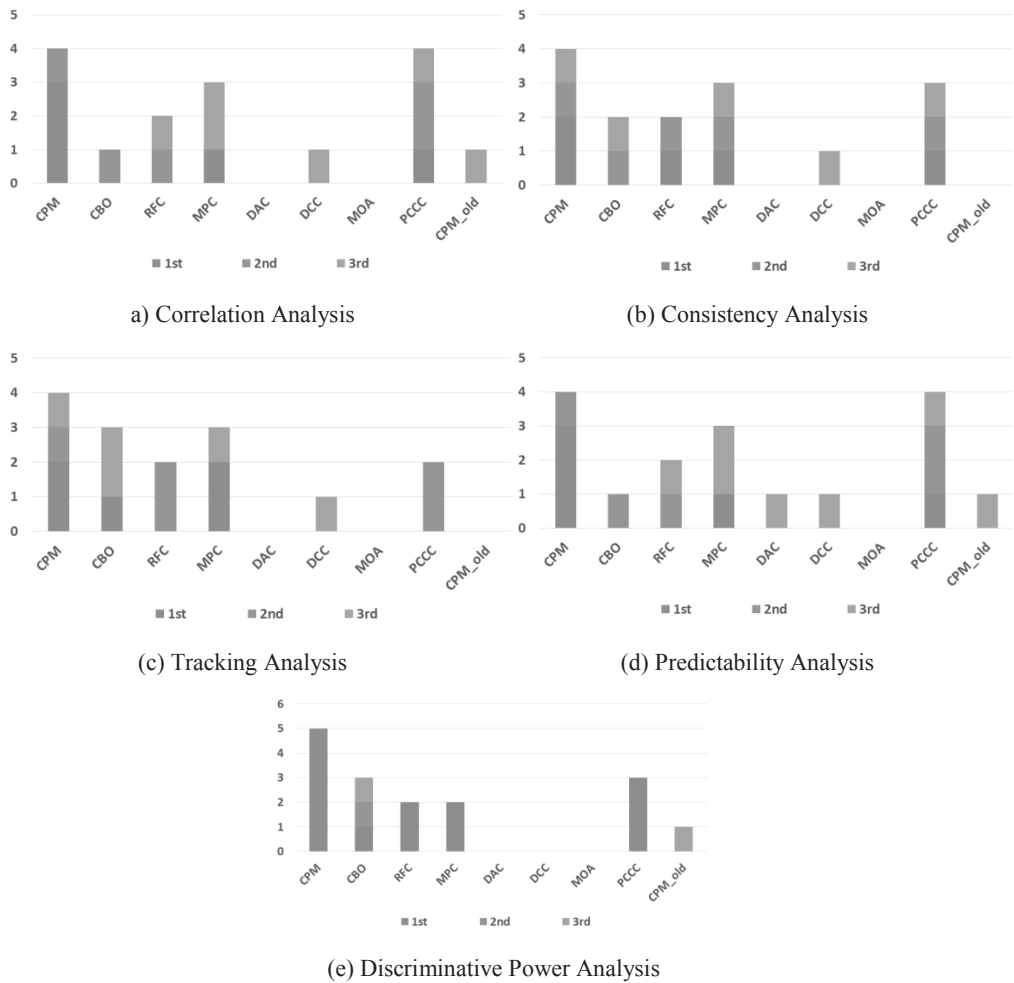 5
4
3
2
1
0
CPM CBO RFC MPC DAC DCC MOA PCCC CPM_old
1st 2nd 3rd
a) Correlation Analysis
5
4
3
2
1
0
CPM CBO RFC MPC DAC DCC MOA PCCC CPM_old
1st 2nd 3rd
(b) Consistency Analysis
5
4
3
2
1
0
CPM CBO RFC MPC DAC DCC MOA PCCC CPM_old
1st 2nd 3rd
(c) Tracking Analysis
5
4
3
2
1
0
CPM CBO RFC MPC DAC DCC MOA PCCC CPM_old
1st 2nd 3rd
(d) Predictability Analysis
6
5
4
3
2
1
0
CPM CBO RFC MPC DAC DCC MOA PCCC CPM_old
1st 2nd 3rd
(e) Discriminative Power Analysis